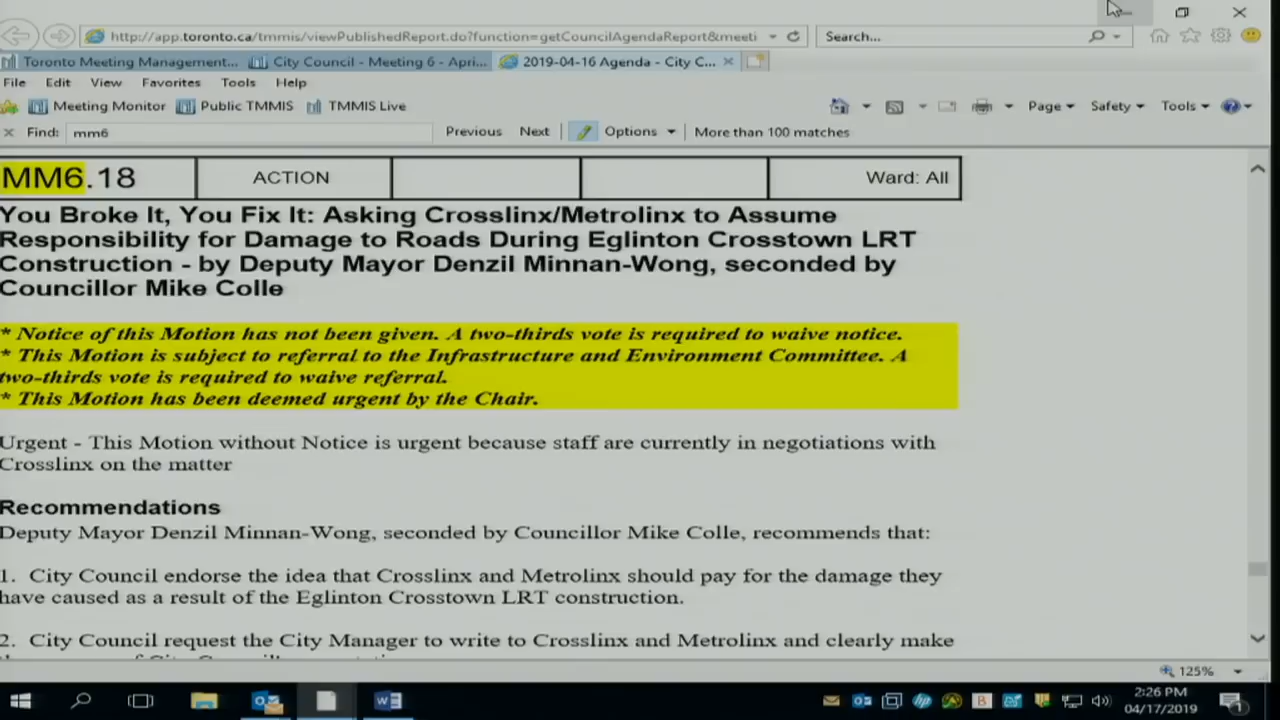 http://app.toronto.ca/tmmis/viewPublishedReport.do?function=getCouncilAgendaReport&meeti
Search...
Toronto Meeting Management...
City Council - Meeting 6 - Apri...
2019-04-16 Agenda - City C...
File Edit View Favorites Tools Help
Meeting Monitor Public TMMIS TMMIS Live
Page Safety Tools
Find: mm6 Previous Next Options More than 100 matches
MM6.18 ACTION Ward: All
You Broke It, You Fix It: Asking Crosslinx/Metrolinx to Assume
Responsibility for Damage to Roads During Eglinton Crosstown LRT
Construction - by Deputy Mayor Denzil Minnan-Wong, seconded by
Councillor Mike Colle
* Notice of this Motion has not been given. A two-thirds vote is required to waive notice.
* This Motion is subject to referral to the Infrastructure and Environment Committee. A
two-thirds vote is required to waive referral.
* This Motion has been deemed urgent by the Chair.
Urgent - This Motion without Notice is urgent because staff are currently in negotiations with
Crosslinx on the matter
Recommendations
Deputy Mayor Denzil Minnan-Wong, seconded by Councillor Mike Colle, recommends that:
1. City Council endorse the idea that Crosslinx and Metrolinx should pay for the damage they
have caused as a result of the Eglinton Crosstown LRT construction.
2. City Council request the City Manager to write to Crosslinx and Metrolinx and clearly make
125%
2:26 PM
04/17/2019